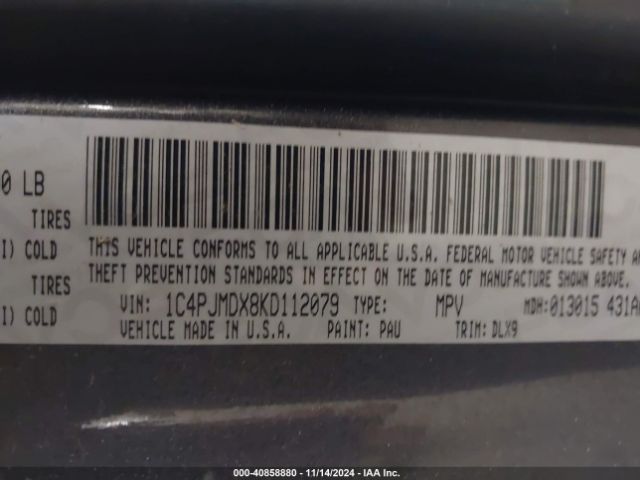 0 LB
TIRES
I) COLD
TIRES
I) COLD
THIS VEHICLE CONFORMS TO ALL APPLICABLE U.S.A. FEDERAL MOTOR VEHICLE SAFETY AN
THEFT PREVENTION STANDARDS IN EFFECT ON THE DATE OF MANUFACTURE SHOWN ABOVE.
VIN: 1C4PJMDX8KD112079 TYPE: MPV MDH:013015 431A
VEHICLE MADE IN U.S.A. PAINT: PAU TRIM: DLX9
000-40858880 - 11/14/2024 - IAA Inc.